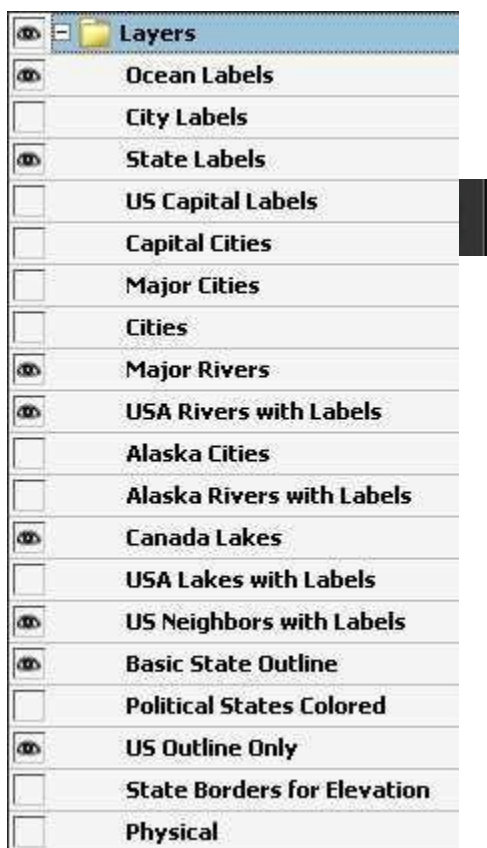 Layers
Ocean Labels
City Labels
State Labels
US Capital Labels
Capital Cities
Major Cities
Cities
Major Rivers
USA Rivers with Labels
Alaska Cities
Alaska Rivers with Labels
Canada Lakes
USA Lakes with Labels
US Neighbors with Labels
Basic State Outline
Political States Colored
US Outline Only
State Borders for Elevation
Physical